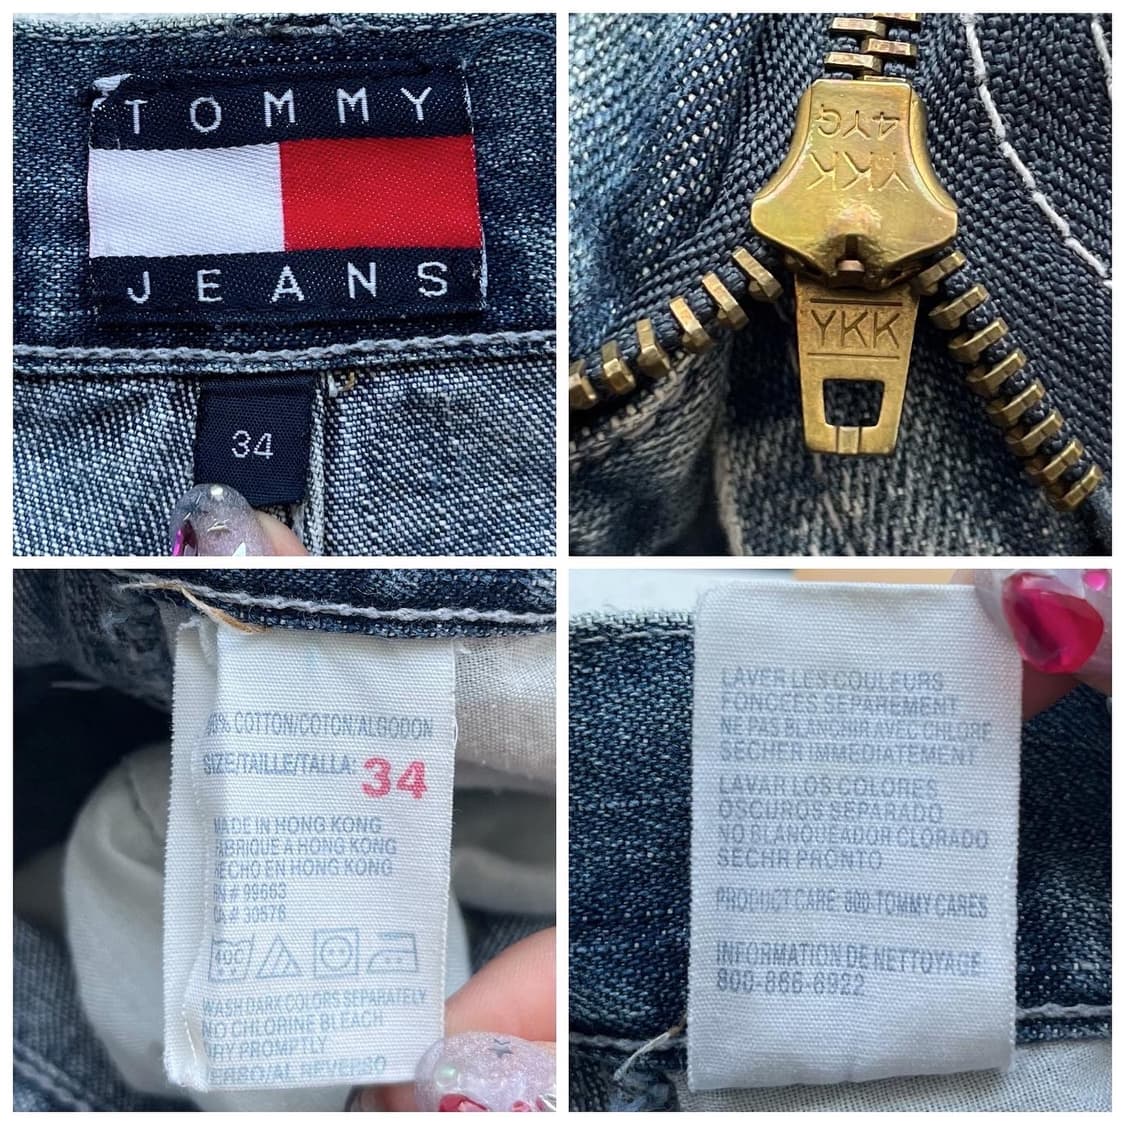 TOMMY
JEANS
34
4YG
YKK
YKK
% COTTON/COTON/ALGODON
SIZE/TAILLE/TALLA: 34
MADE IN HONG KONG
FABRIQUE A HONG KONG
HECHO EN HONG KONG
RN# 99663
CA# 30576
40C
WASH DARK COLORS SEPARATELY
NO CHLORINE BLEACH
DRY PROMPTLY
VERSO/AL REVERSO
LAVER LES COULEURS
FONCEES SEPAREMENT
NE PAS BLANCHIR AVEC CHLORE
SECHER IMMEDIATEMENT
LAVAR LOS COLORES
OSCUROS SEPARADO
NO BLANQUEADOR CLORADO
SECHR PRONTO
PRODUCT CARE 800-TOMMY CARES
INFORMATION DE NETTOYAGE
800-866-6922